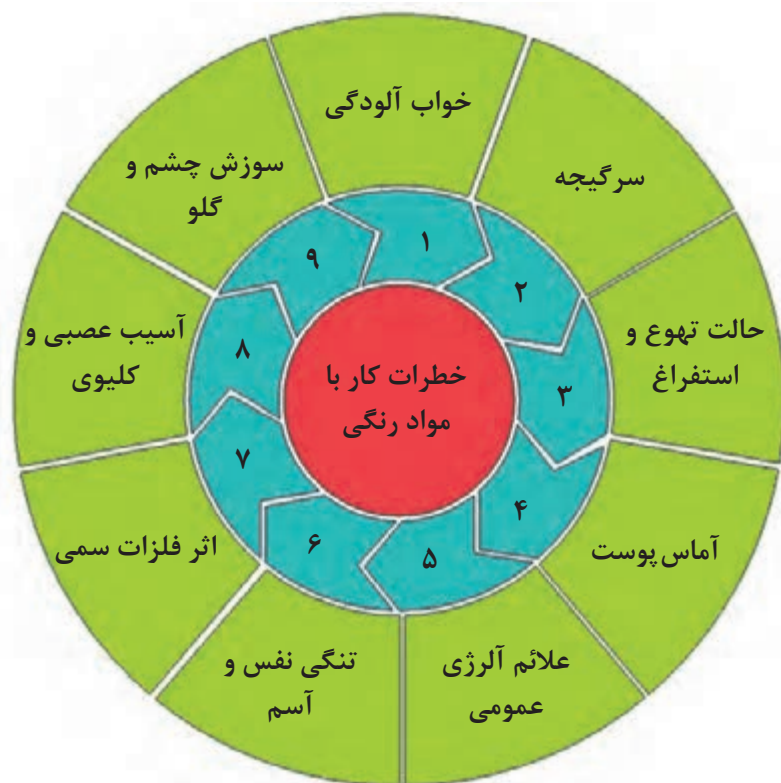 خطرات کار با
مواد رنگی
۱
خواب آلودگی
۲
سرگیجه
۳
حالت تهوع و
استفراغ
۴
آماس پوست
۵
علائم آلرژی
عمومی
۶
تنگی نفس و
آسم
۷
اثر فلزات سمی
۸
آسیب عصبی و
کلیوی
۹
سوزش چشم و
گلو